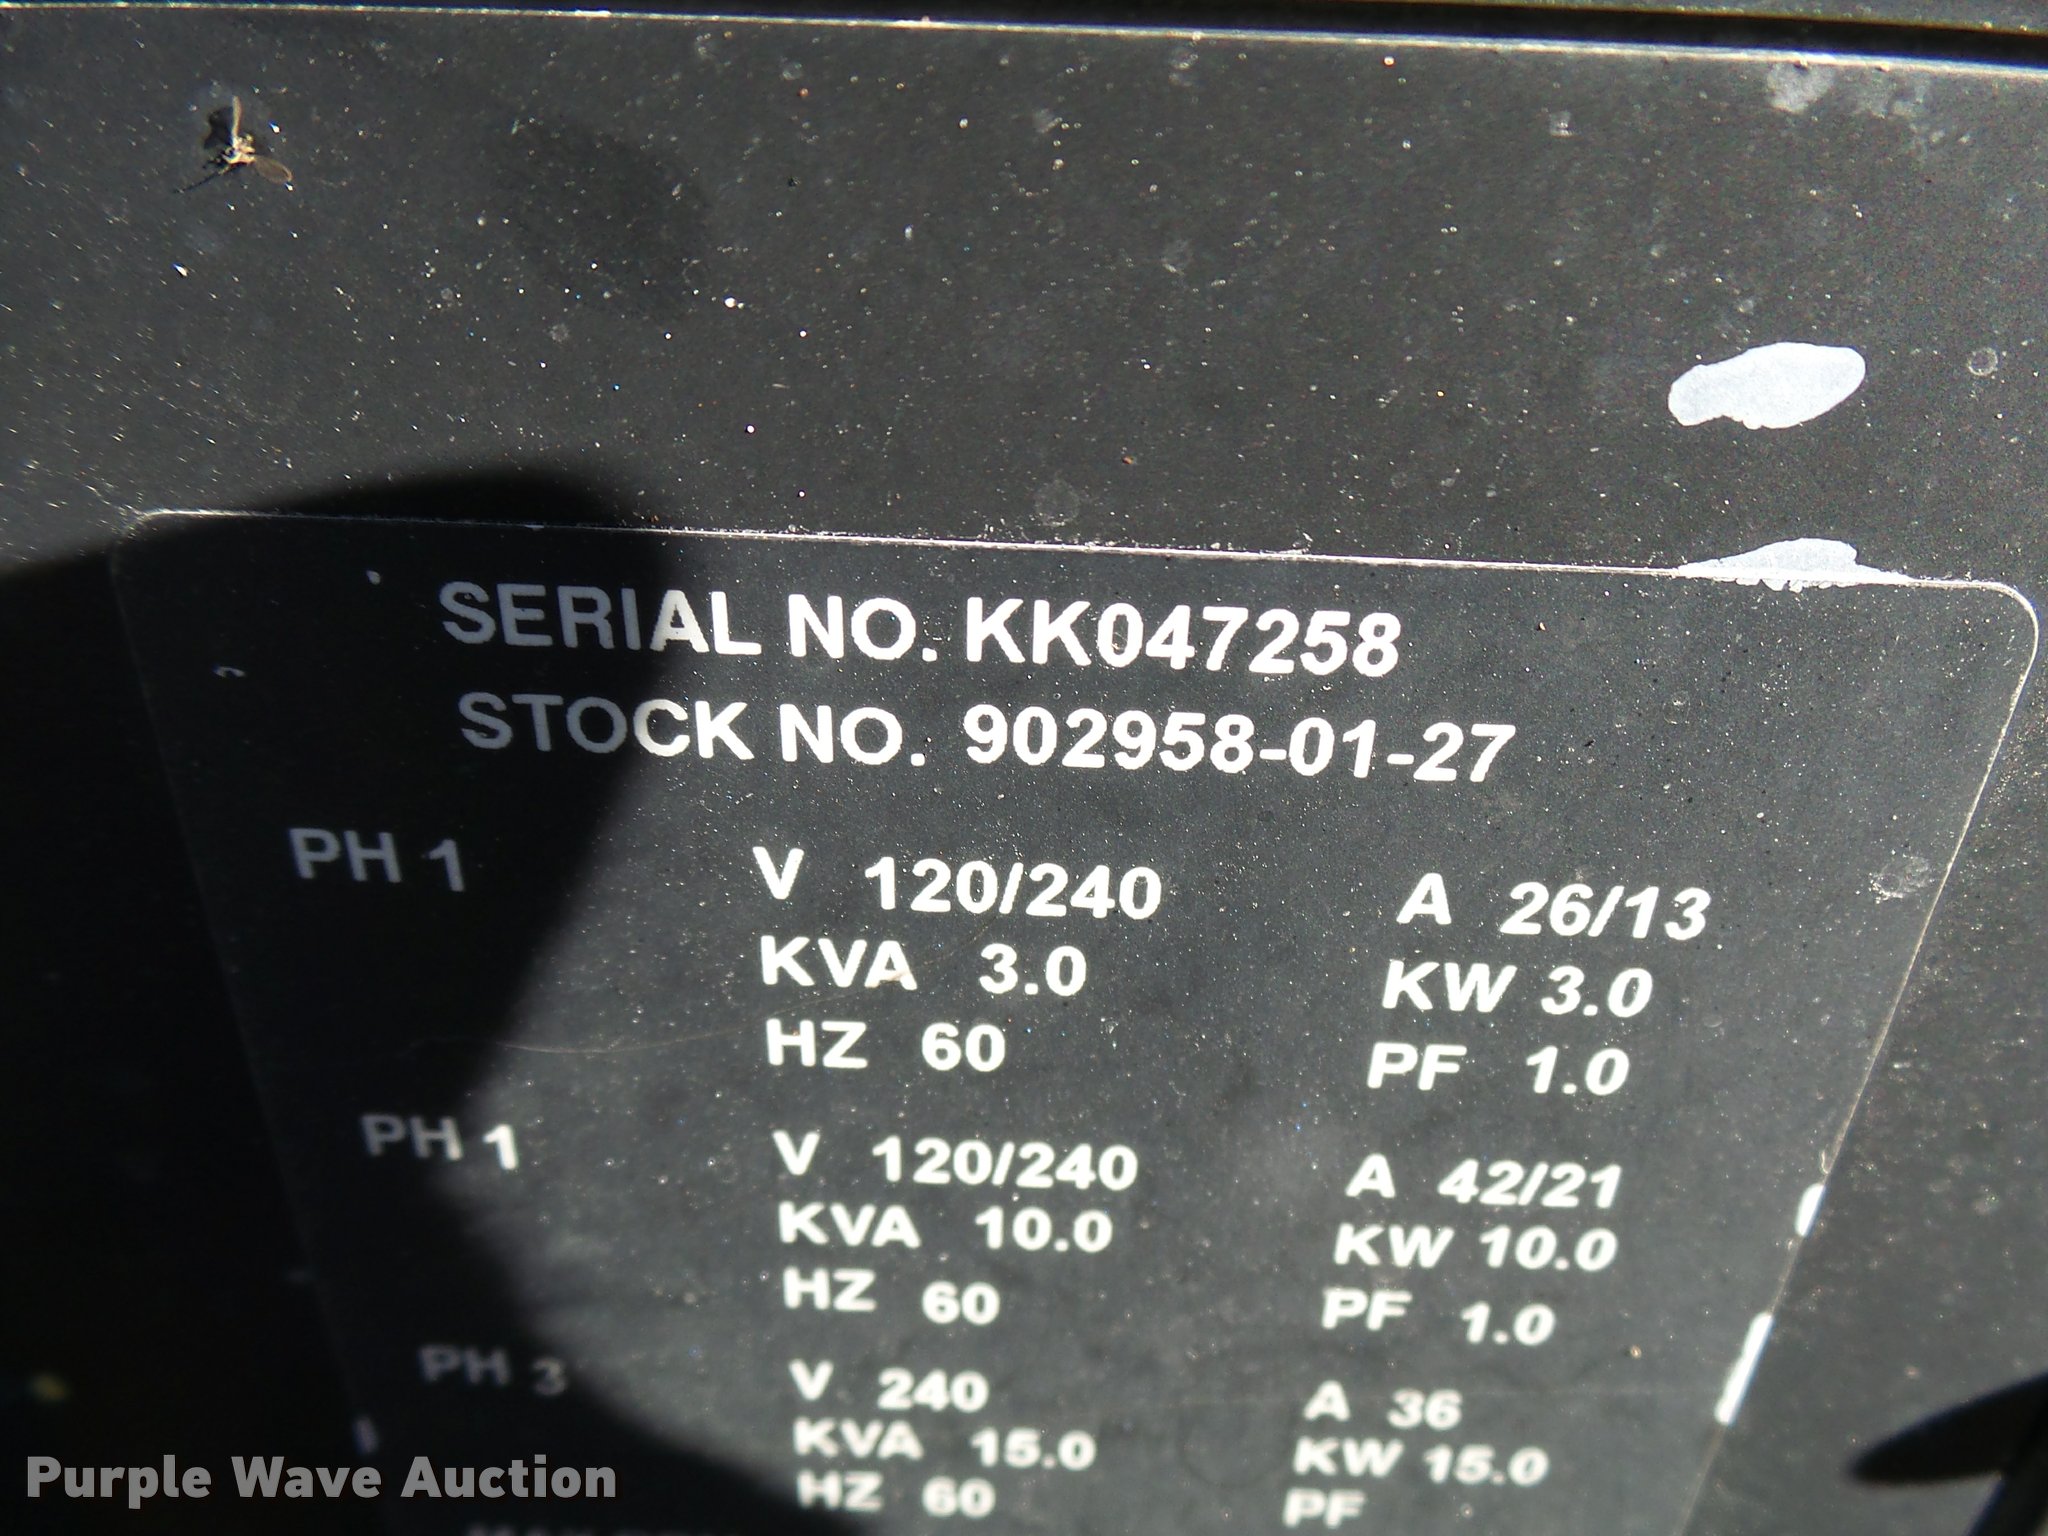 SERIAL NO. KK047258
STOCK NO. 902958-01-27
PH 1 V 120/240 A 26/13
KVA 3.0 KW 3.0
HZ 60 PF 1.0
PH 1 V 120/240 A 42/21
KVA 10.0 KW 10.0
HZ 60 PF 1.0
PH 3 V 240 A 36
KVA 15.0 KW 15.0
HZ 60 PF
Purple Wave Auction